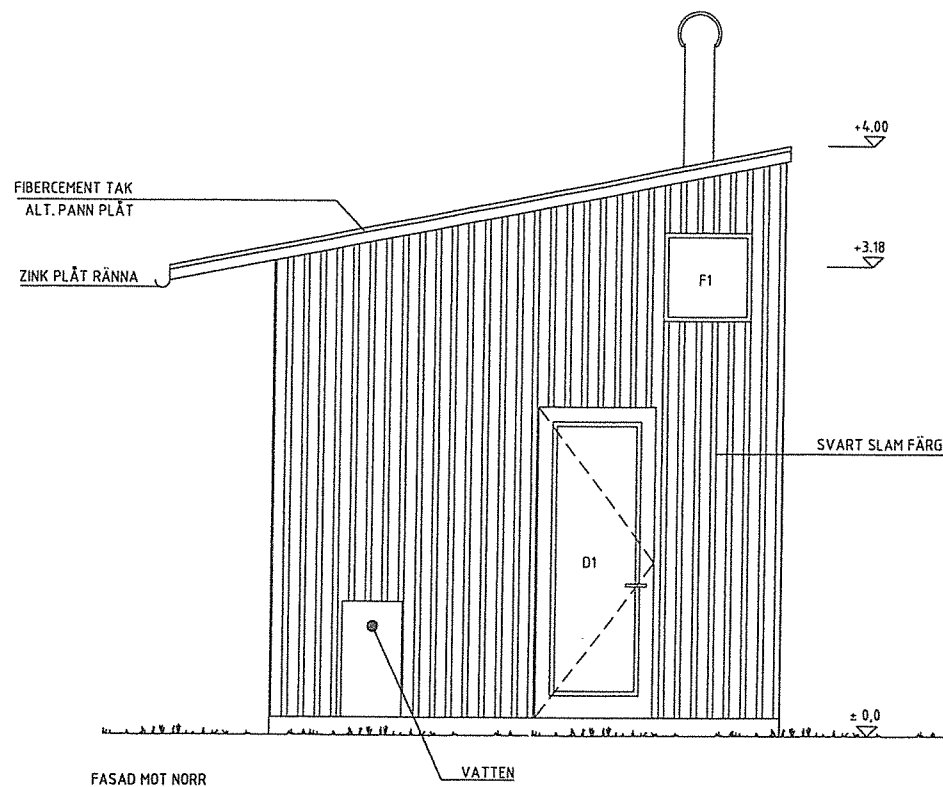 +4.00
FIBERCEMENT TAK
ALT. PANN PLÅT
+3.18
ZINK PLÅT RÄNNA
F1
SVART SLAM FÄRG
D1
± 0,0
VATTEN
FASAD MOT NORR